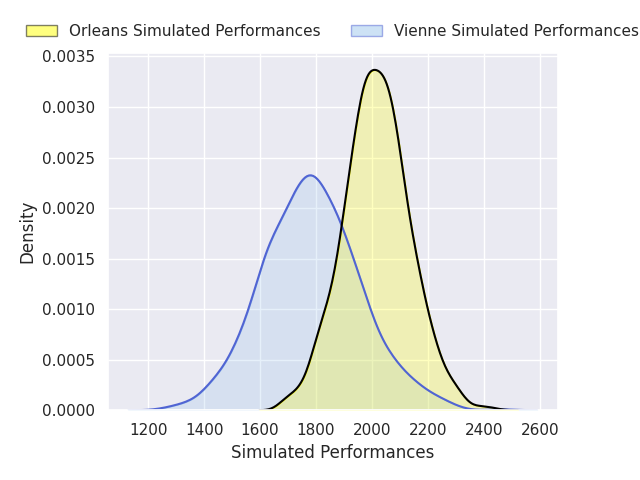 Orleans Simulated Performances Vienne Simulated Performances
0.0035
0.0030
0.0025
0.0020
0.0015
0.0010
0.0005
0.0000
Density
1200 1400 1600 1800 2000 2200 2400 2600
Simulated Performances